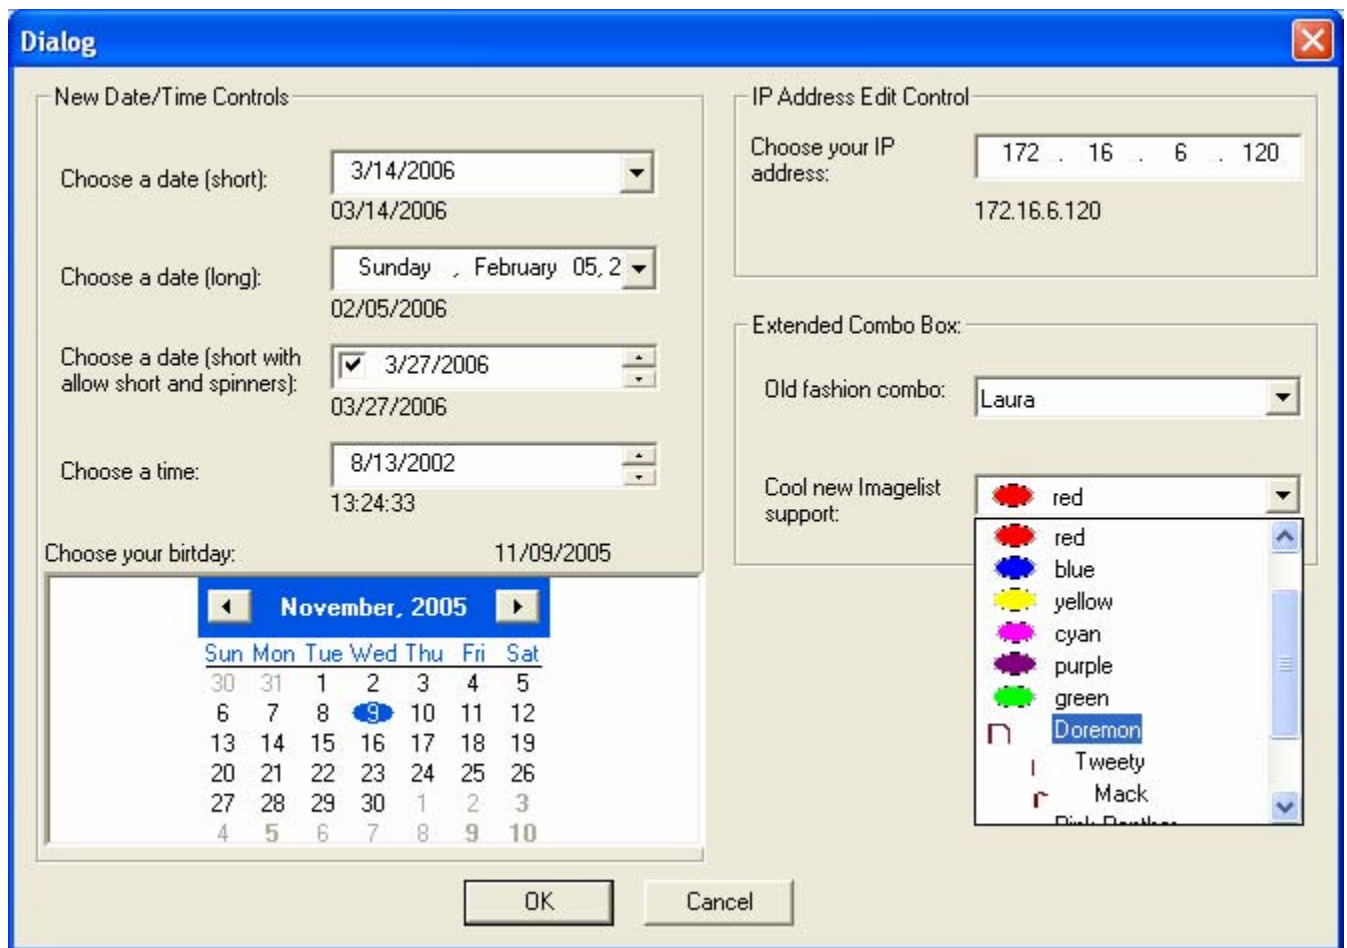 Dialog
New Date/Time Controls
Choose a date (short):
3/14/2006
03/14/2006
Choose a date (long):
Sunday , February 05, 2
02/05/2006
Choose a date (short with
allow short and spinners):
3/27/2006
03/27/2006
Choose a time:
8/13/2002
13:24:33
Choose your birtday:
11/09/2005
November, 2005
Sun Mon Tue Wed Thu Fri Sat
30 31 1 2 3 4 5
6 7 8 9 10 11 12
13 14 15 16 17 18 19
20 21 22 23 24 25 26
27 28 29 30 1 2 3
4 5 6 7 8 9 10
IP Address Edit Control
Choose your IP
address:
172 . 16 . 6 . 120
172.16.6.120
Extended Combo Box:
Old fashion combo:
Laura
Cool new Imagelist
support:
red
red
blue
yellow
cyan
purple
green
Doremon
Tweety
Mack
OK
Cancel